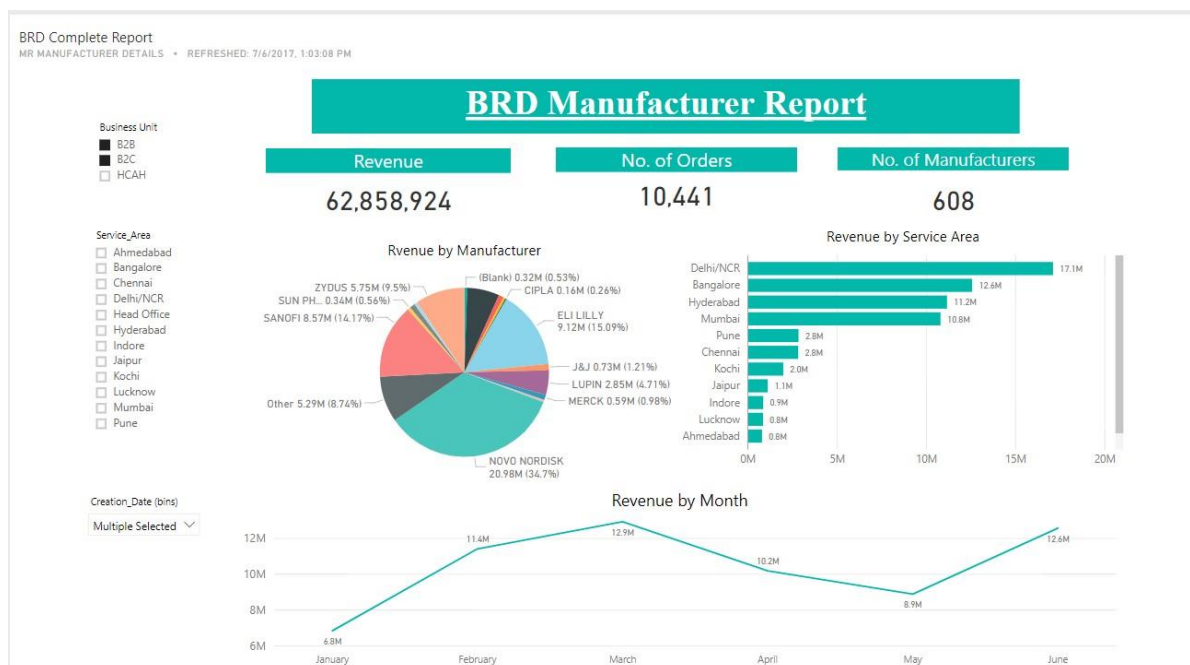 BRD Complete Report
MR MANUFACTURER DETAILS • REFRESHED: 7/6/2017, 1:03:08 PM
BRD Manufacturer Report
Business Unit
B2B
B2C
HCAH
Revenue
62,858,924
No. of Orders
10,441
No. of Manufacturers
608
Service_Area
Ahmedabad
Bangalore
Chennai
Delhi/NCR
Head Office
Hyderabad
Indore
Jaipur
Kochi
Lucknow
Mumbai
Pune
Rvenue by Manufacturer
(Blank) 0.32M (0.53%)
CIPLA 0.16M (0.26%)
ELI LILLY
9.12M (15.09%)
J&J 0.73M (1.21%)
LUPIN 2.85M (4.71%)
MERCK 0.59M (0.98%)
NOVO NORDISK
20.98M (34.7%)
Other 5.29M (8.74%)
SANOFI 8.57M (14.17%)
SUN PH... 0.34M (0.56%)
ZYDUS 5.75M (9.5%)
Revenue by Service Area
Delhi/NCR 17.1M
Bangalore 12.6M
Hyderabad 11.2M
Mumbai 10.8M
Pune 2.8M
Chennai 2.8M
Kochi 2.0M
Jaipur 1.1M
Indore 0.9M
Lucknow 0.8M
Ahmedabad 0.8M
0M 5M 10M 15M 20M
Creation_Date (bins)
Multiple Selected
Revenue by Month
12M
10M
8M
6M
6.8M
11.4M
12.9M
10.2M
8.9M
12.6M
January February March April May June